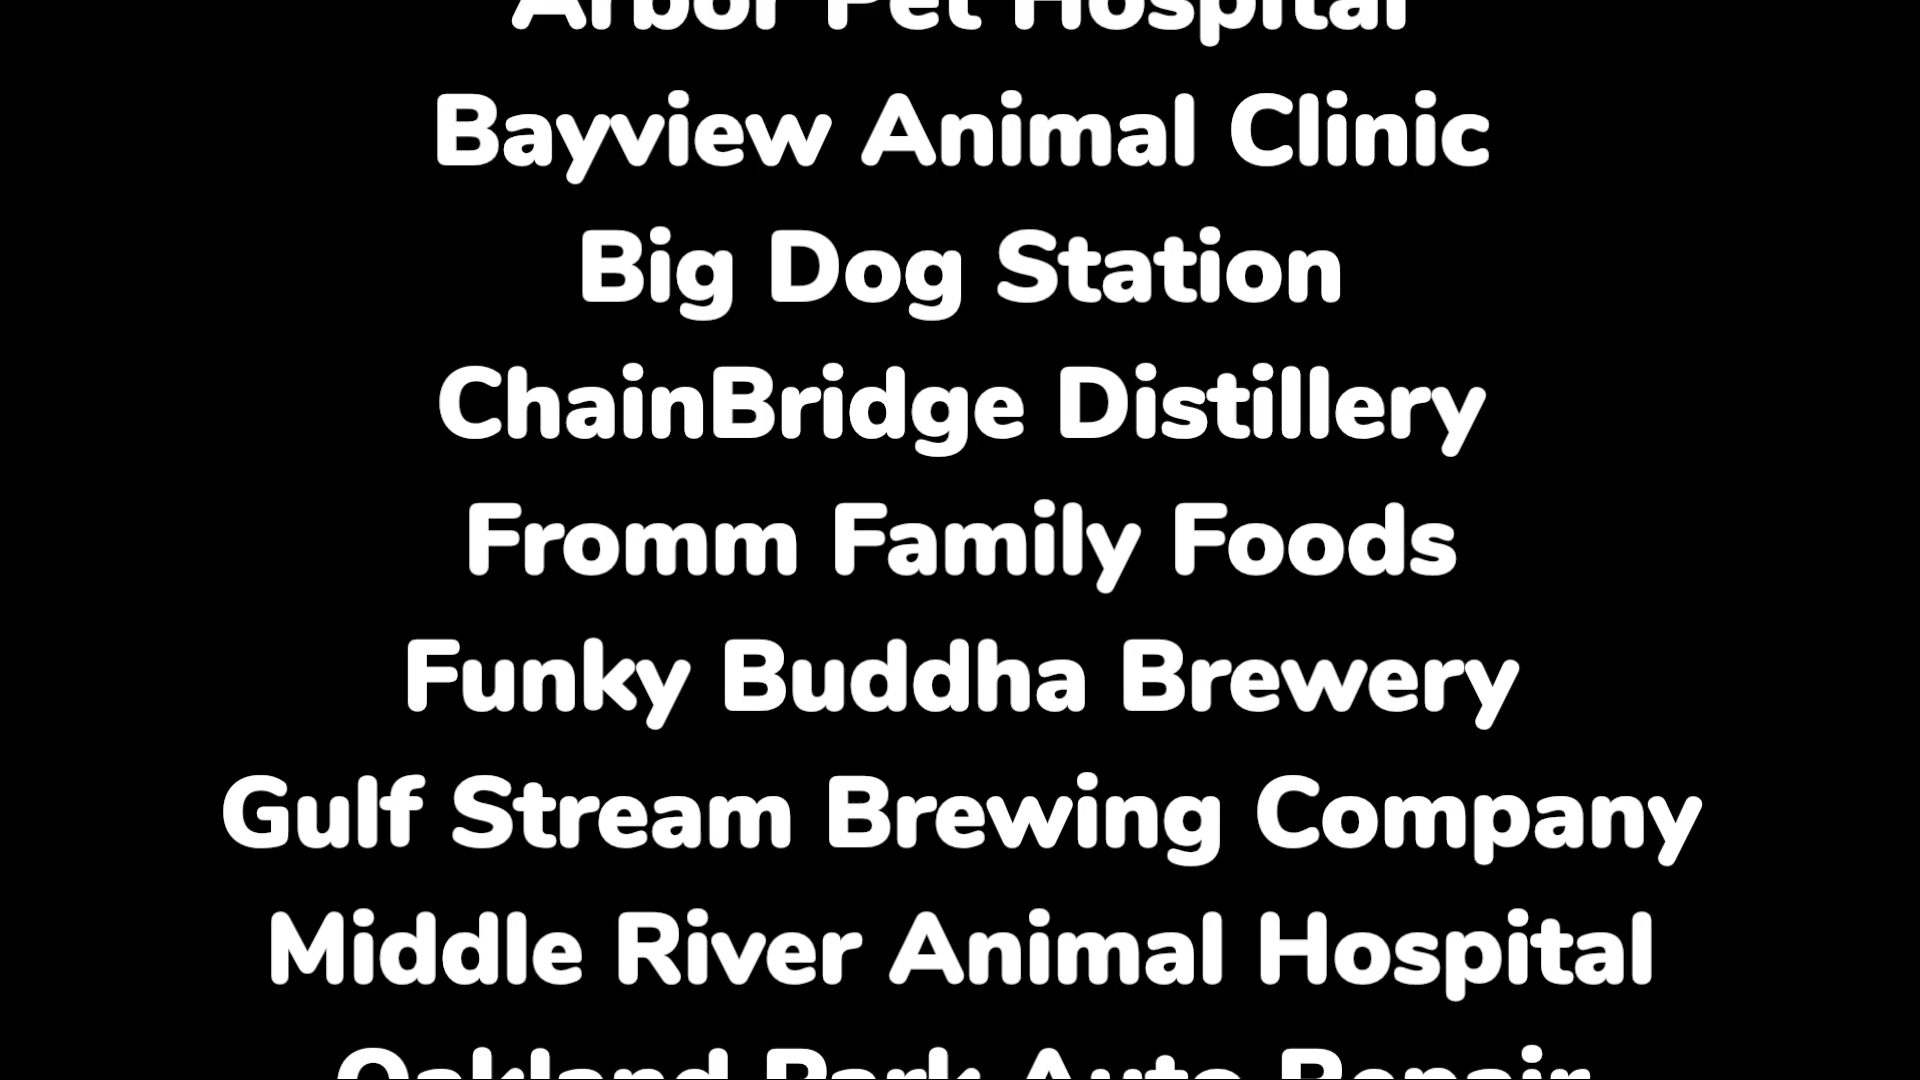 Arbor Pet Hospital
Bayview Animal Clinic
Big Dog Station
ChainBridge Distillery
Fromm Family Foods
Funky Buddha Brewery
Gulf Stream Brewing Company
Middle River Animal Hospital
Oakland Park Auto Repair